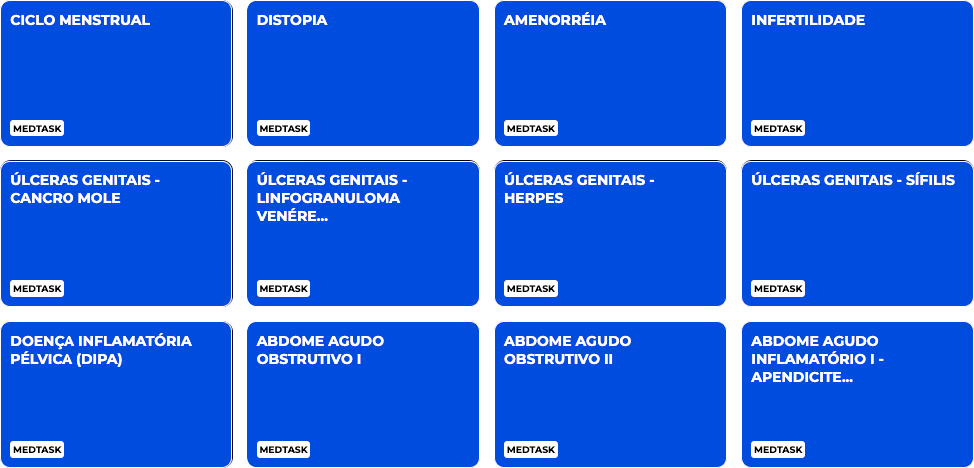 CICLO MENSTRUAL
MEDTASK
DISTOPIA
MEDTASK
AMENORRÉIA
MEDTASK
INFERTILIDADE
MEDTASK
ÚLCERAS GENITAIS -
CANCRO MOLE
MEDTASK
ÚLCERAS GENITAIS -
LINFOGRANULOMA
VENÉRE...
MEDTASK
ÚLCERAS GENITAIS -
HERPES
MEDTASK
ÚLCERAS GENITAIS - SÍFILIS
MEDTASK
DOENÇA INFLAMATÓRIA
PÉLVICA (DIPA)
MEDTASK
ABDOME AGUDO
OBSTRUTIVO I
MEDTASK
ABDOME AGUDO
OBSTRUTIVO II
MEDTASK
ABDOME AGUDO
INFLAMATÓRIO I -
APENDICITE...
MEDTASK